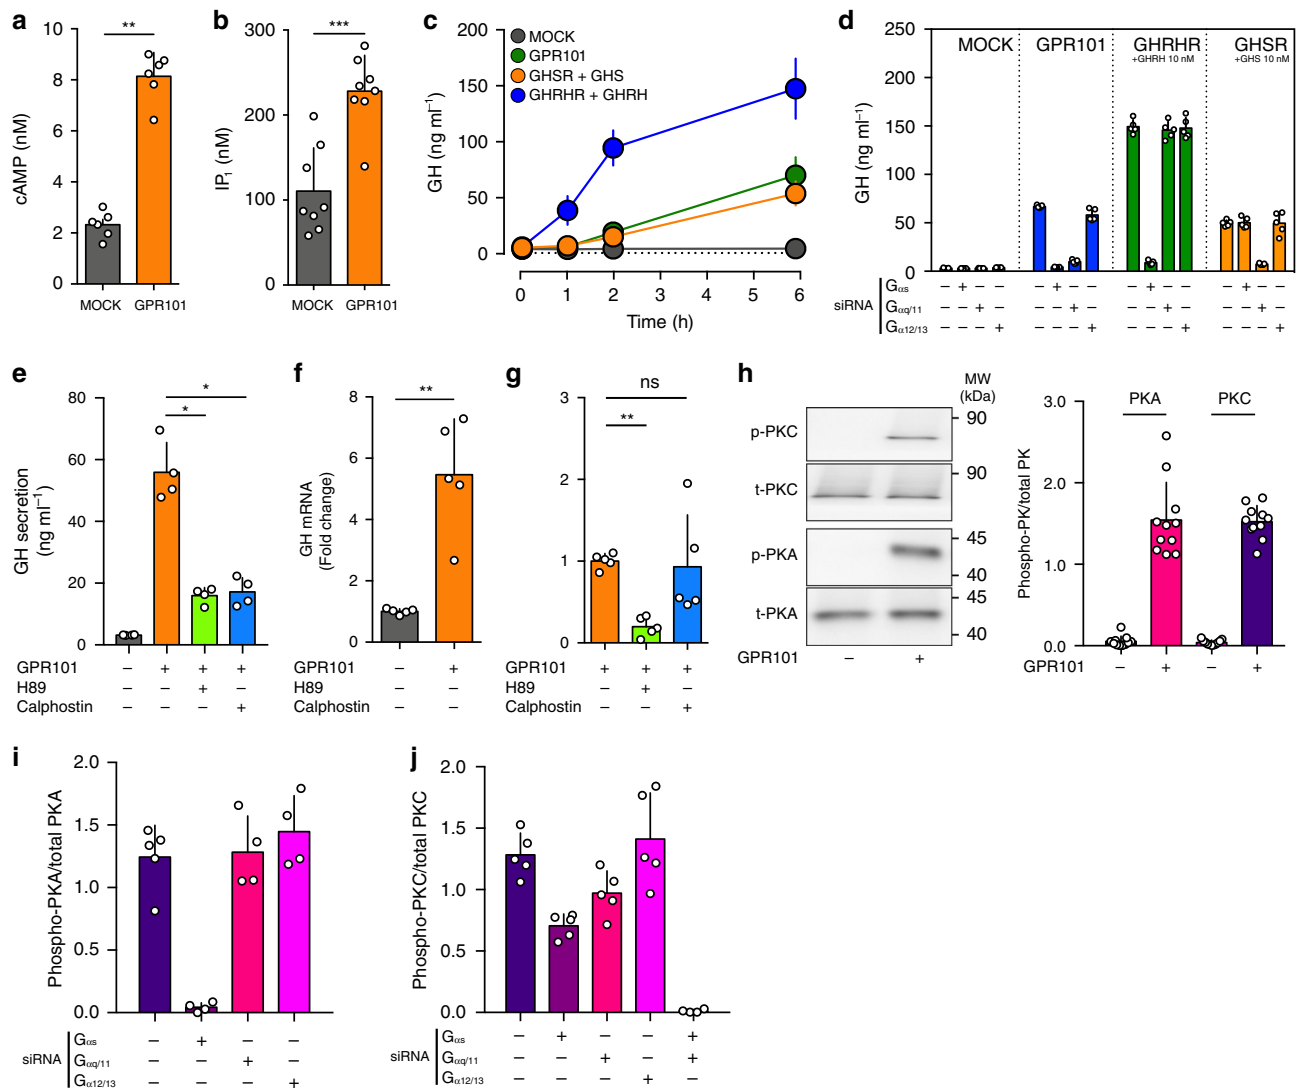 a
cAMP (nM)
10
8
6
4
2
0
**
MOCK GPR101
b
IP1 (nM)
300
200
100
0
***
MOCK GPR101
c
MOCK
GPR101
GHSR + GHS
GHRHR + GHRH
GH (ng ml−1)
200
150
100
50
0
0 1 2 3 4 5 6
Time (h)
d
GH (ng ml−1)
250
200
150
100
50
0
MOCK GPR101 GHRHR GHSR
+GHRH 10 nM +GHS 10 nM
siRNA
Gαs − + − − − + − − − + − − − + − −
Gαq/11 − − + − − − + − − − + − − − + −
Gα12/13 − − − + − − − + − − − + − − − +
e
GH secretion
(ng ml−1)
80
60
40
20
0
*
*
GPR101 − + + +
H89 − − + −
Calphostin − − − +
f
GH mRNA
(Fold change)
8
6
4
2
0
**
GPR101 − +
H89 − −
Calphostin − −
g
3
2
1
0
ns
**
GPR101 + + +
H89 − + −
Calphostin − − +
h
MW
(kDa)
p-PKC
90
t-PKC
90
p-PKA
45
40
t-PKA
45
40
GPR101 − +
Phospho-PK/total PK
3.0
2.0
1.0
0.0
PKA PKC
GPR101 − + − +
i
Phospho-PKA/total PKA
2.0
1.5
1.0
0.5
0.0
siRNA
Gαs − + − −
Gαq/11 − − + −
Gα12/13 − − − +
j
Phospho-PKC/total PKC
2.0
1.5
1.0
0.5
0.0
siRNA
Gαs − + − − +
Gαq/11 − − + − +
Gα12/13 − − − + −